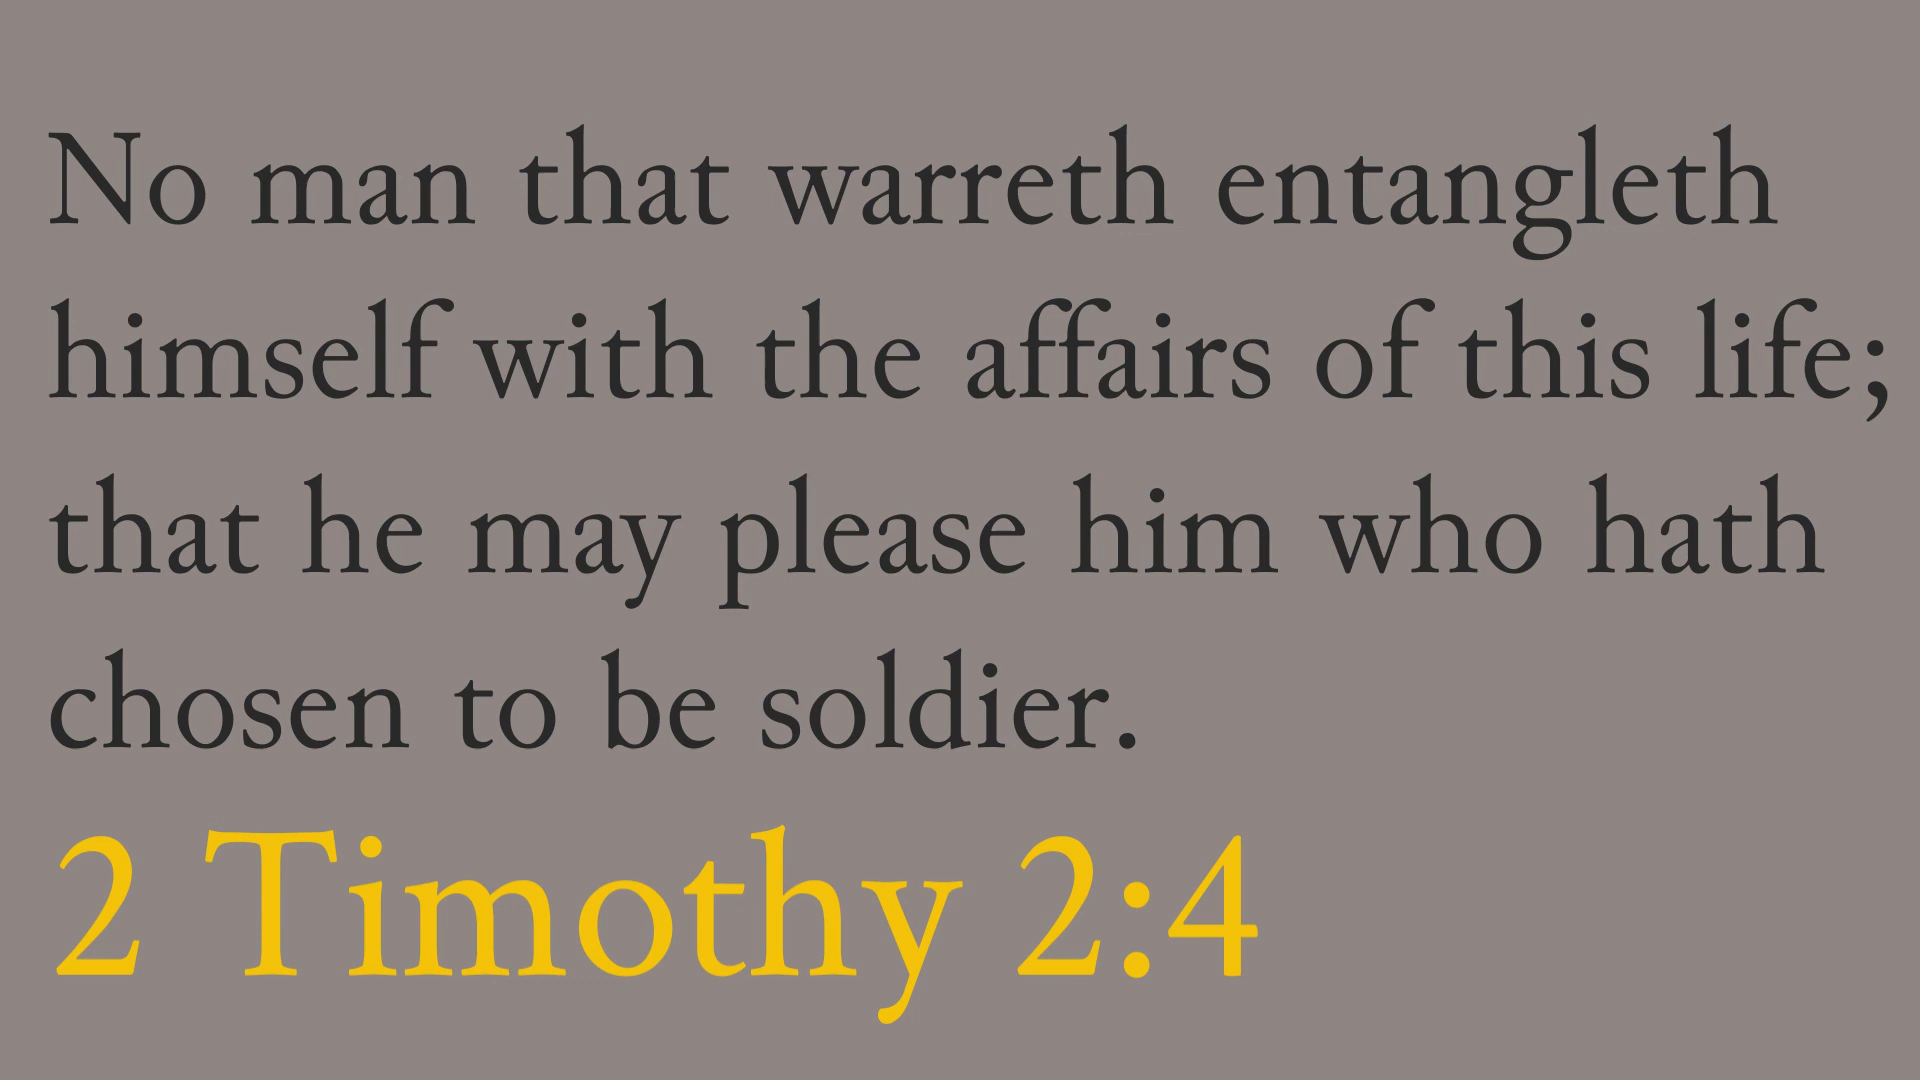 No man that warreth entangleth
himself with the affairs of this life;
that he may please him who hath
chosen to be soldier.
2 Timothy 2:4